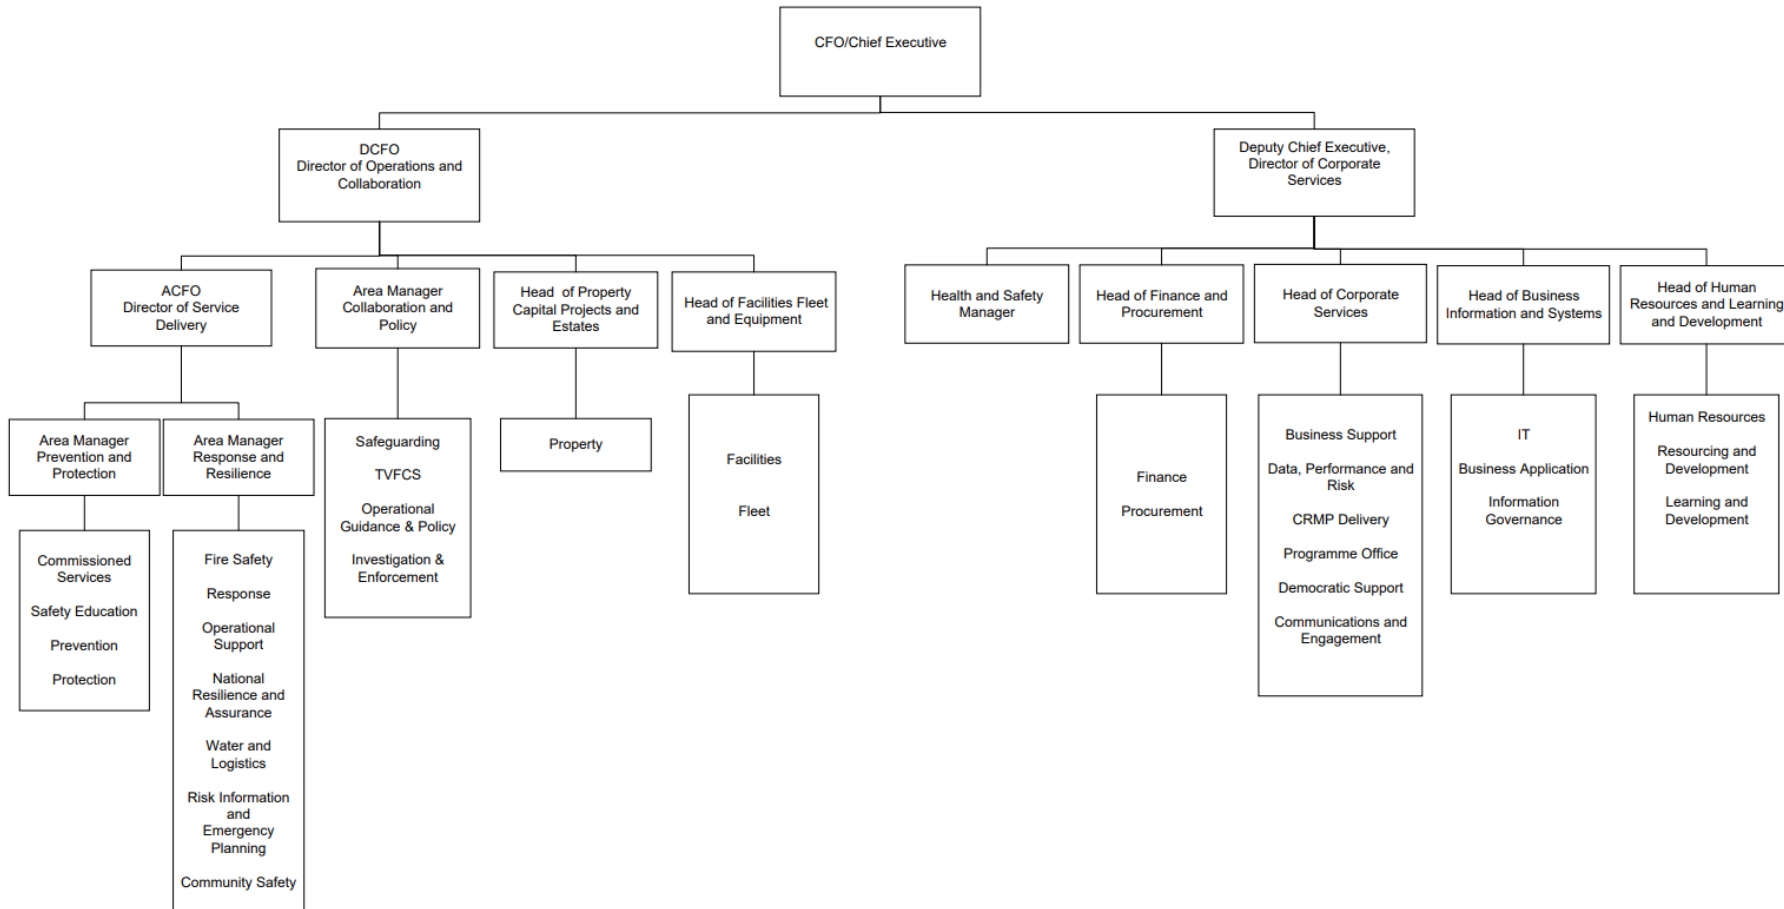 CFO/Chief Executive
DCFO
Director of Operations and
Collaboration
Deputy Chief Executive,
Director of Corporate
Services
ACFO
Director of Service
Delivery
Area Manager
Collaboration and
Policy
Head of Property
Capital Projects and
Estates
Head of Facilities Fleet
and Equipment
Health and Safety
Manager
Head of Finance and
Procurement
Head of Corporate
Services
Head of Business
Information and Systems
Head of Human
Resources and Learning
and Development
Area Manager
Prevention and
Protection
Area Manager
Response and
Resilience
Safeguarding
TVFCS
Operational
Guidance & Policy
Investigation &
Enforcement
Property
Facilities
Fleet
Finance
Procurement
Business Support
Data, Performance and
Risk
CRMP Delivery
Programme Office
Democratic Support
Communications and
Engagement
IT
Business Application
Information
Governance
Human Resources
Resourcing and
Development
Learning and
Development
Commissioned
Services
Safety Education
Prevention
Protection
Fire Safety
Response
Operational
Support
National
Resilience and
Assurance
Water and
Logistics
Risk Information
and
Emergency
Planning
Community Safety